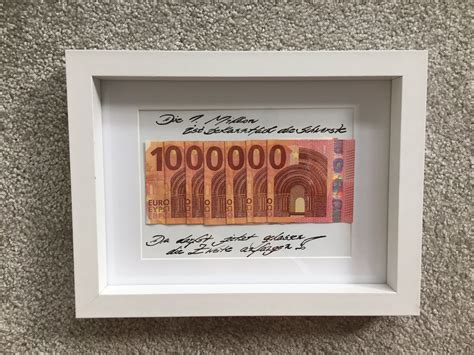 Die 1. Million
ist bekanntlich die Schwerste
1000000
EURO
Du darfst jetzt gelassen
die Zweite anfangen!